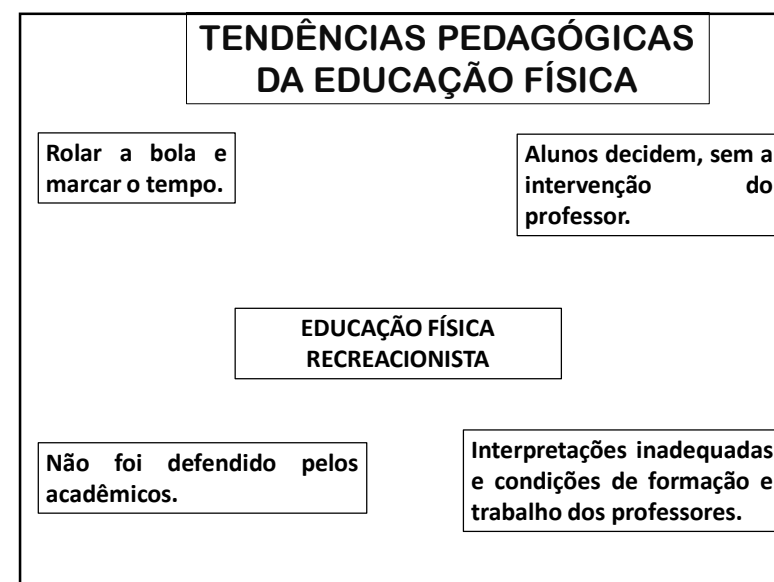 TENDÊNCIAS PEDAGÓGICAS
DA EDUCAÇÃO FÍSICA
Rolar a bola e
marcar o tempo.
Alunos decidem, sem a
intervenção do
professor.
EDUCAÇÃO FÍSICA
RECREACIONISTA
Não foi defendido pelos
acadêmicos.
Interpretações inadequadas
e condições de formação e
trabalho dos professores.